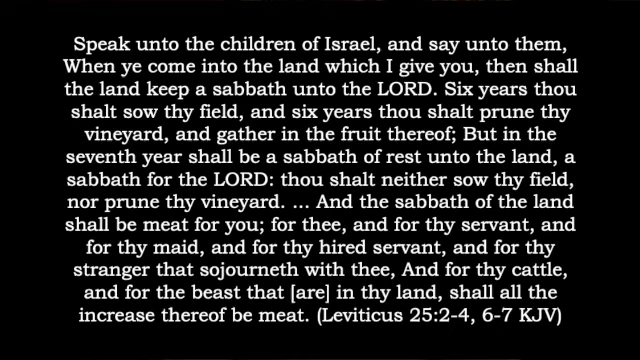 Speak unto the children of Israel, and say unto them,
When ye come into the land which I give you, then shall
the land keep a sabbath unto the LORD. Six years thou
shalt sow thy field, and six years thou shalt prune thy
vineyard, and gather in the fruit thereof; But in the
seventh year shall be a sabbath of rest unto the land, a
sabbath for the LORD: thou shalt neither sow thy field,
nor prune thy vineyard. ... And the sabbath of the land
shall be meat for you; for thee, and for thy servant, and
for thy maid, and for thy hired servant, and for thy
stranger that sojourneth with thee, And for thy cattle,
and for the beast that [are] in thy land, shall all the
increase thereof be meat. (Leviticus 25:2-4, 6-7 KJV)